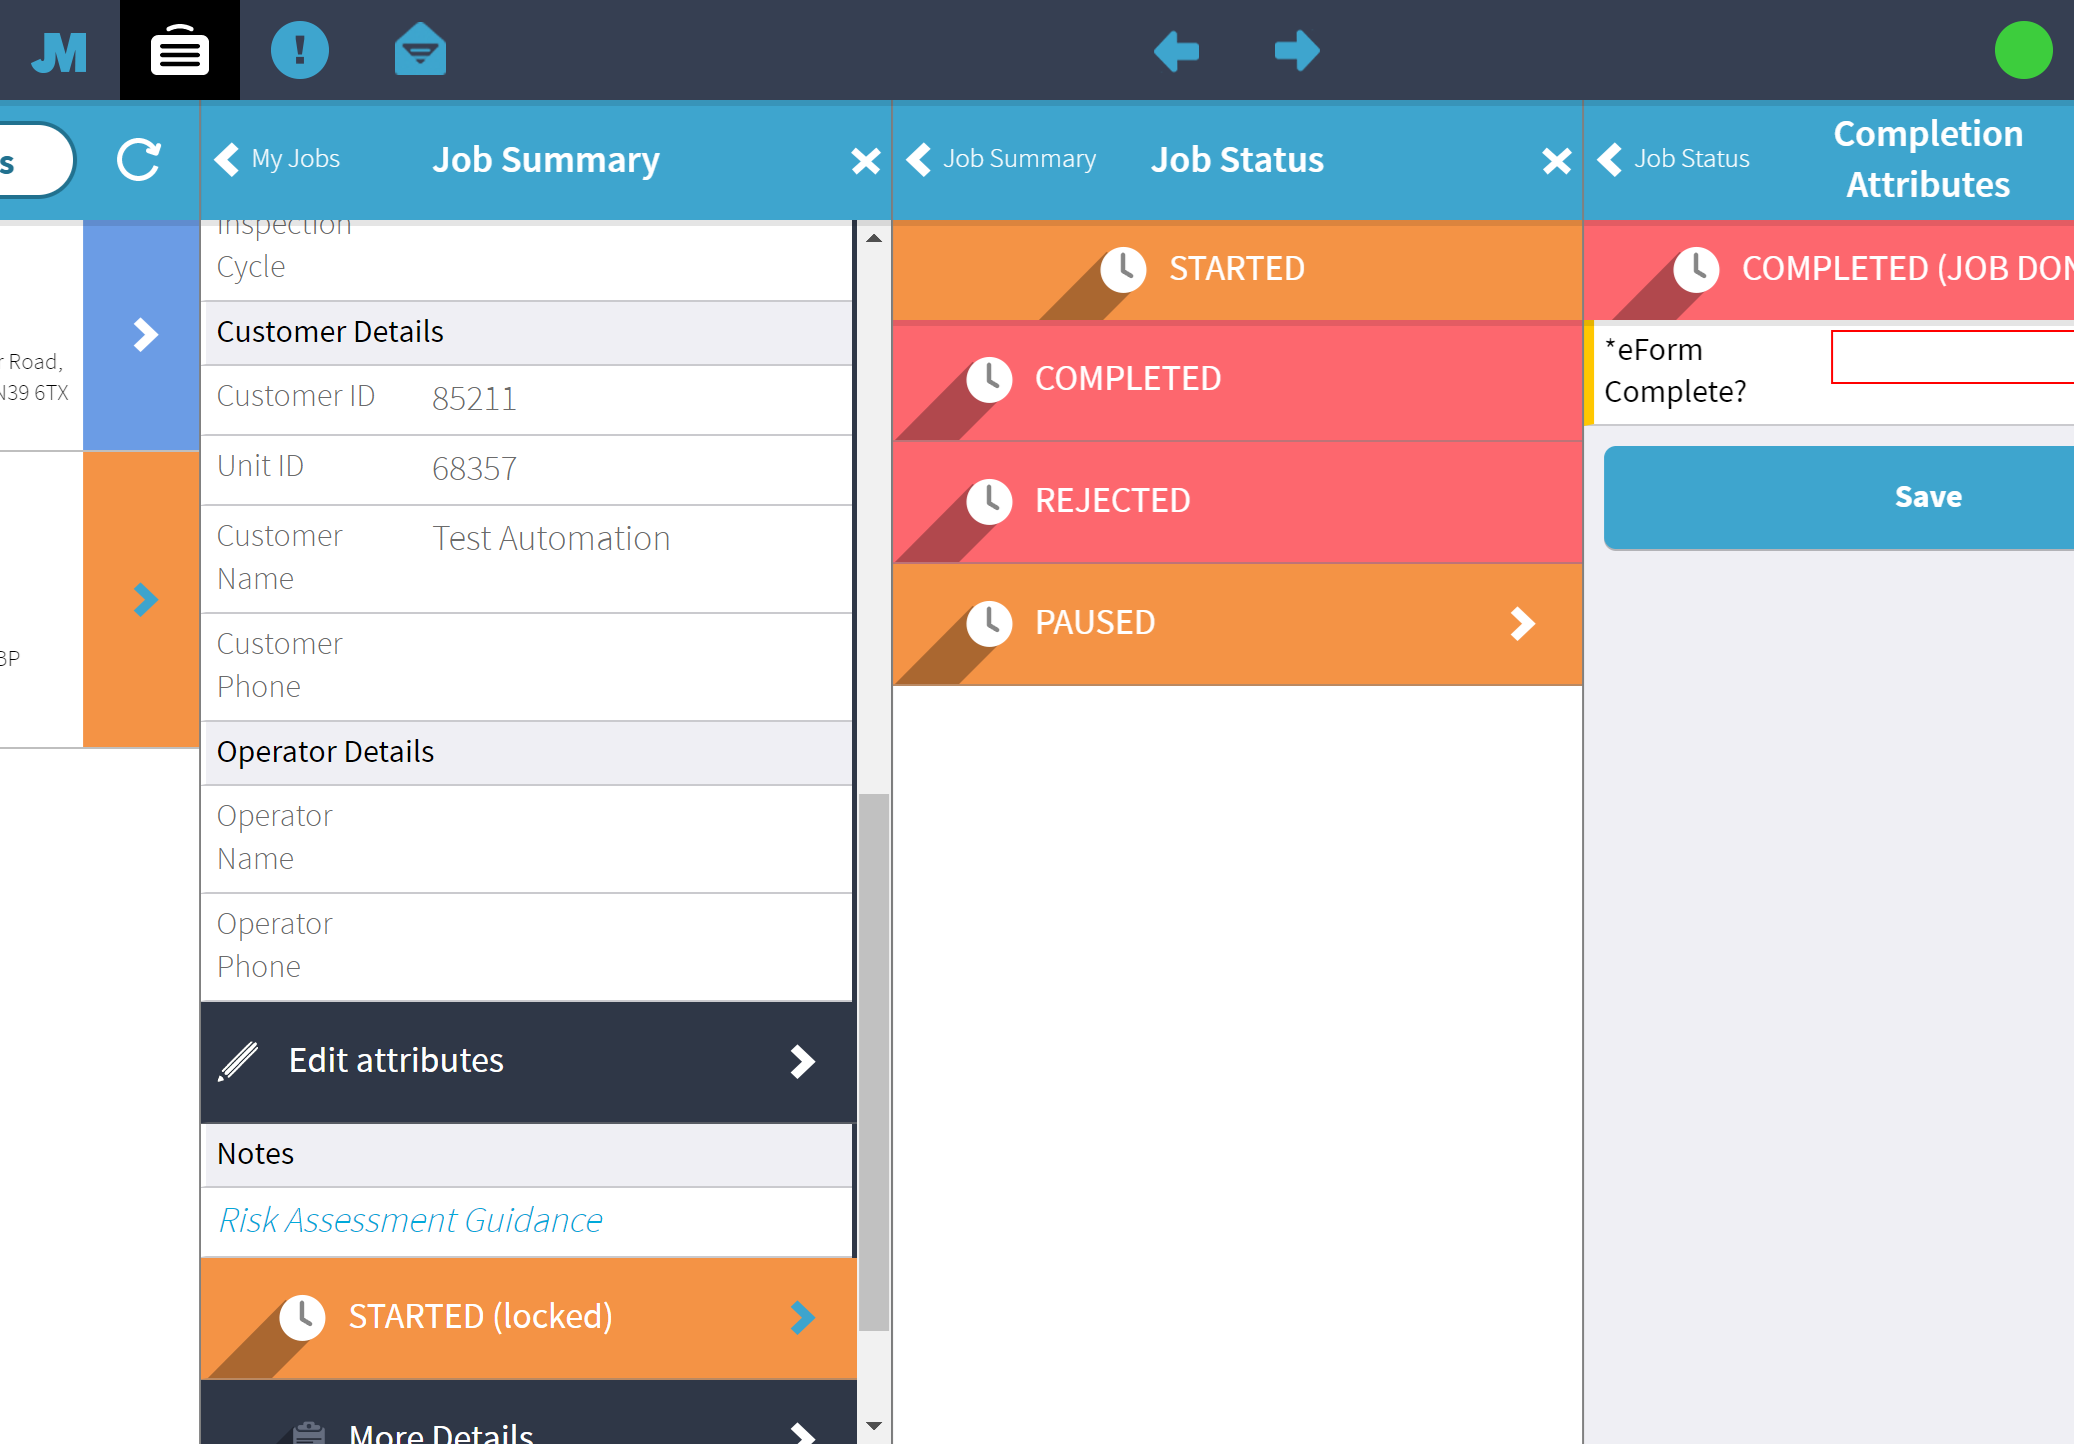 JM
!
s
My Jobs
Job Summary
Job Summary
Job Status
Job Status
Completion
Attributes
r Road,
N39 6TX
BP
Inspection
Cycle
Customer Details
Customer ID
85211
Unit ID
68357
Customer
Name
Test Automation
Customer
Phone
Operator Details
Operator
Name
Operator
Phone
Edit attributes
Notes
Risk Assessment Guidance
STARTED (locked)
More Details
STARTED
COMPLETED
REJECTED
PAUSED
COMPLETED (JOB DON
*eForm
Complete?
Save